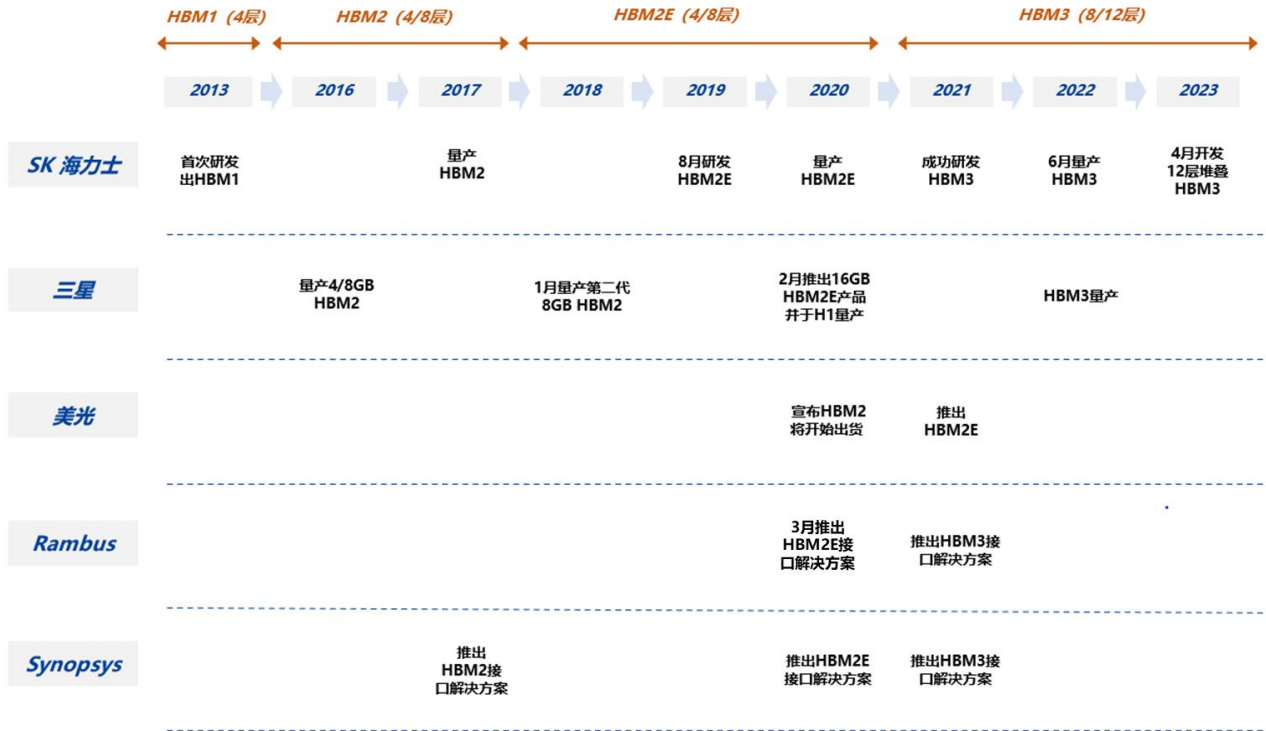 HBM1（4层）
HBM2（4/8层）
HBM2E（4/8层）
HBM3（8/12层）
2013
2016
2017
2018
2019
2020
2021
2022
2023
SK 海力士
首次研发
出HBM1
量产
HBM2
8月研发
HBM2E
量产
HBM2E
成功研发
HBM3
6月量产
HBM3
4月开发
12层堆叠
HBM3
三星
量产4/8GB
HBM2
1月量产第二代
8GB HBM2
2月推出16GB
HBM2E产品
并于H1量产
HBM3量产
美光
宣布HBM2
将开始出货
推出
HBM2E
Rambus
3月推出
HBM2E接
口解决方案
推出HBM3接
口解决方案
Synopsys
推出
HBM2接
口解决方案
推出HBM2E
接口解决方案
推出HBM3接
口解决方案